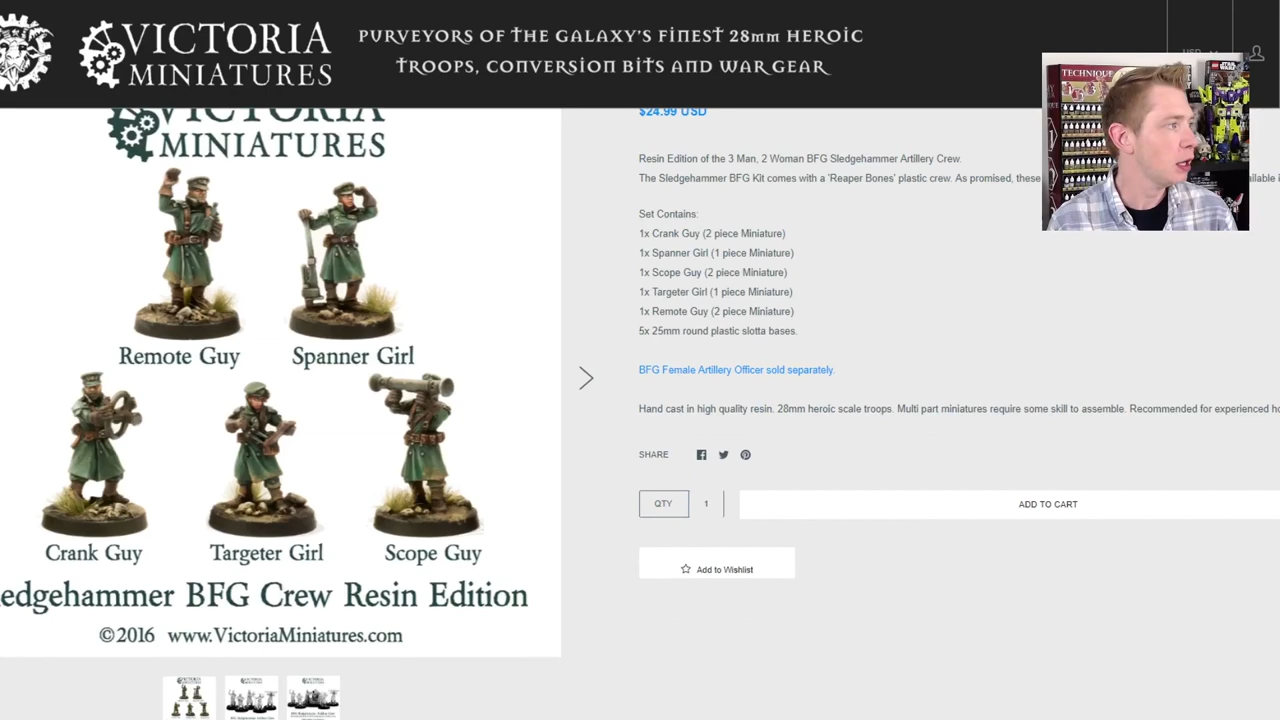 VICTORIA
MINIATURES
PURVEYORS OF THE GALAXY'S FINEST 28mm HEROIC
TROOPS, CONVERSION BITS AND WAR GEAR
USD
TECHNIQUE
VICTORIA
MINIATURES
Remote Guy
Spanner Girl
Crank Guy
Targeter Girl
Scope Guy
edgehammer BFG Crew Resin Edition
©2016 www.VictoriaMiniatures.com
$24.99 USD
Resin Edition of the 3 Man, 2 Woman BFG Sledgehammer Artillery Crew.
The Sledgehammer BFG Kit comes with a 'Reaper Bones' plastic crew. As promised, these
Set Contains:
1x Crank Guy (2 piece Miniature)
1x Spanner Girl (1 piece Miniature)
1x Scope Guy (2 piece Miniature)
1x Targeter Girl (1 piece Miniature)
1x Remote Guy (2 piece Miniature)
5x 25mm round plastic slotta bases.
BFG Female Artillery Officer sold separately.
Hand cast in high quality resin. 28mm heroic scale troops. Multi part miniatures require some skill to assemble. Recommended for experienced
SHARE
QTY
1
ADD TO CART
Add to Wishlist